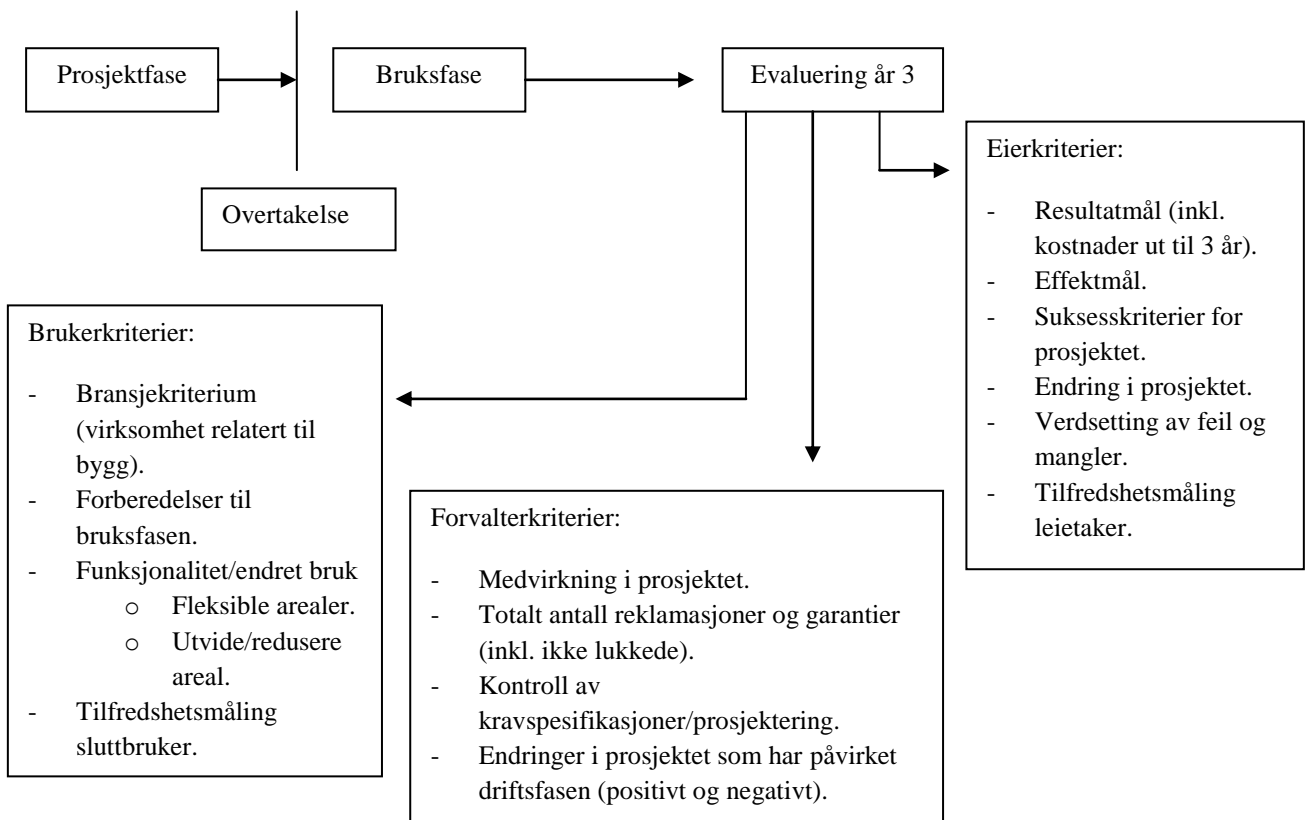 Prosjektfase
Bruksfase
Evaluering år 3
Overtakelse
Eierkriterier:
- Resultatmål (inkl.
kostnader ut til 3 år).
- Effektmål.
- Suksesskriterier for
prosjektet.
- Endring i prosjektet.
- Verdsetting av feil og
mangler.
- Tilfredshetsmåling
leietaker.
Brukerkriterier:
- Bransjekriterium
(virksomhet relatert til
bygg).
- Forberedelser til
bruksfasen.
- Funksjonalitet/endret bruk
o Fleksible arealer.
o Utvide/redusere
areal.
- Tilfredshetsmåling
sluttbruker.
Forvalterkriterier:
- Medvirkning i prosjektet.
- Totalt antall reklamasjoner og garantier
(inkl. ikke lukkede).
- Kontroll av
kravspesifikasjoner/prosjektering.
- Endringer i prosjektet som har påvirket
driftsfasen (positivt og negativt).